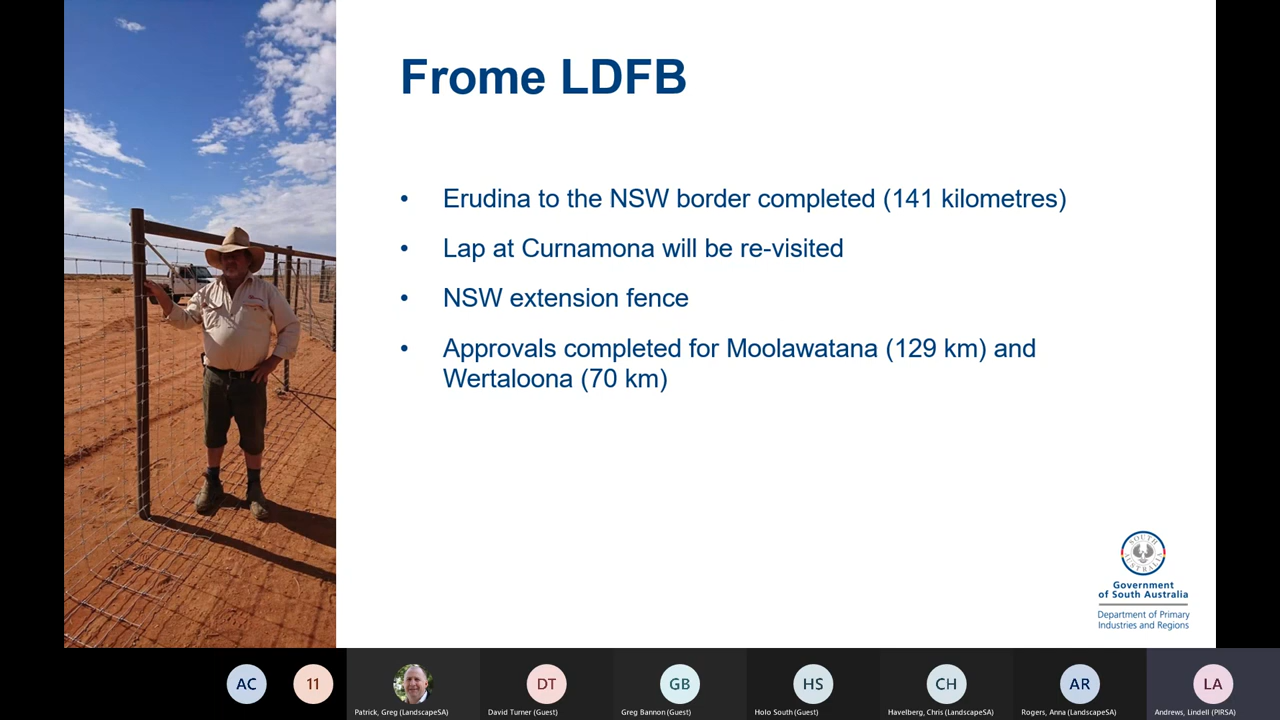 Frome LDFB
• Erudina to the NSW border completed (141 kilometres)
• Lap at Curnamona will be re-visited
• NSW extension fence
• Approvals completed for Moolawatana (129 km) and
Wertaloona (70 km)
SOUTH AUSTRALIA
Government
of South Australia
Department of Primary
Industries and Regions
AC
11
DT
GB
HS
CH
AR
LA
Patrick, Greg (LandscapeSA)
David Turner (Guest)
Greg Bannon (Guest)
Holo South (Guest)
Havelberg, Chris (LandscapeSA)
Rogers, Anna (LandscapeSA)
Andrews, Lindell (PIRSA)